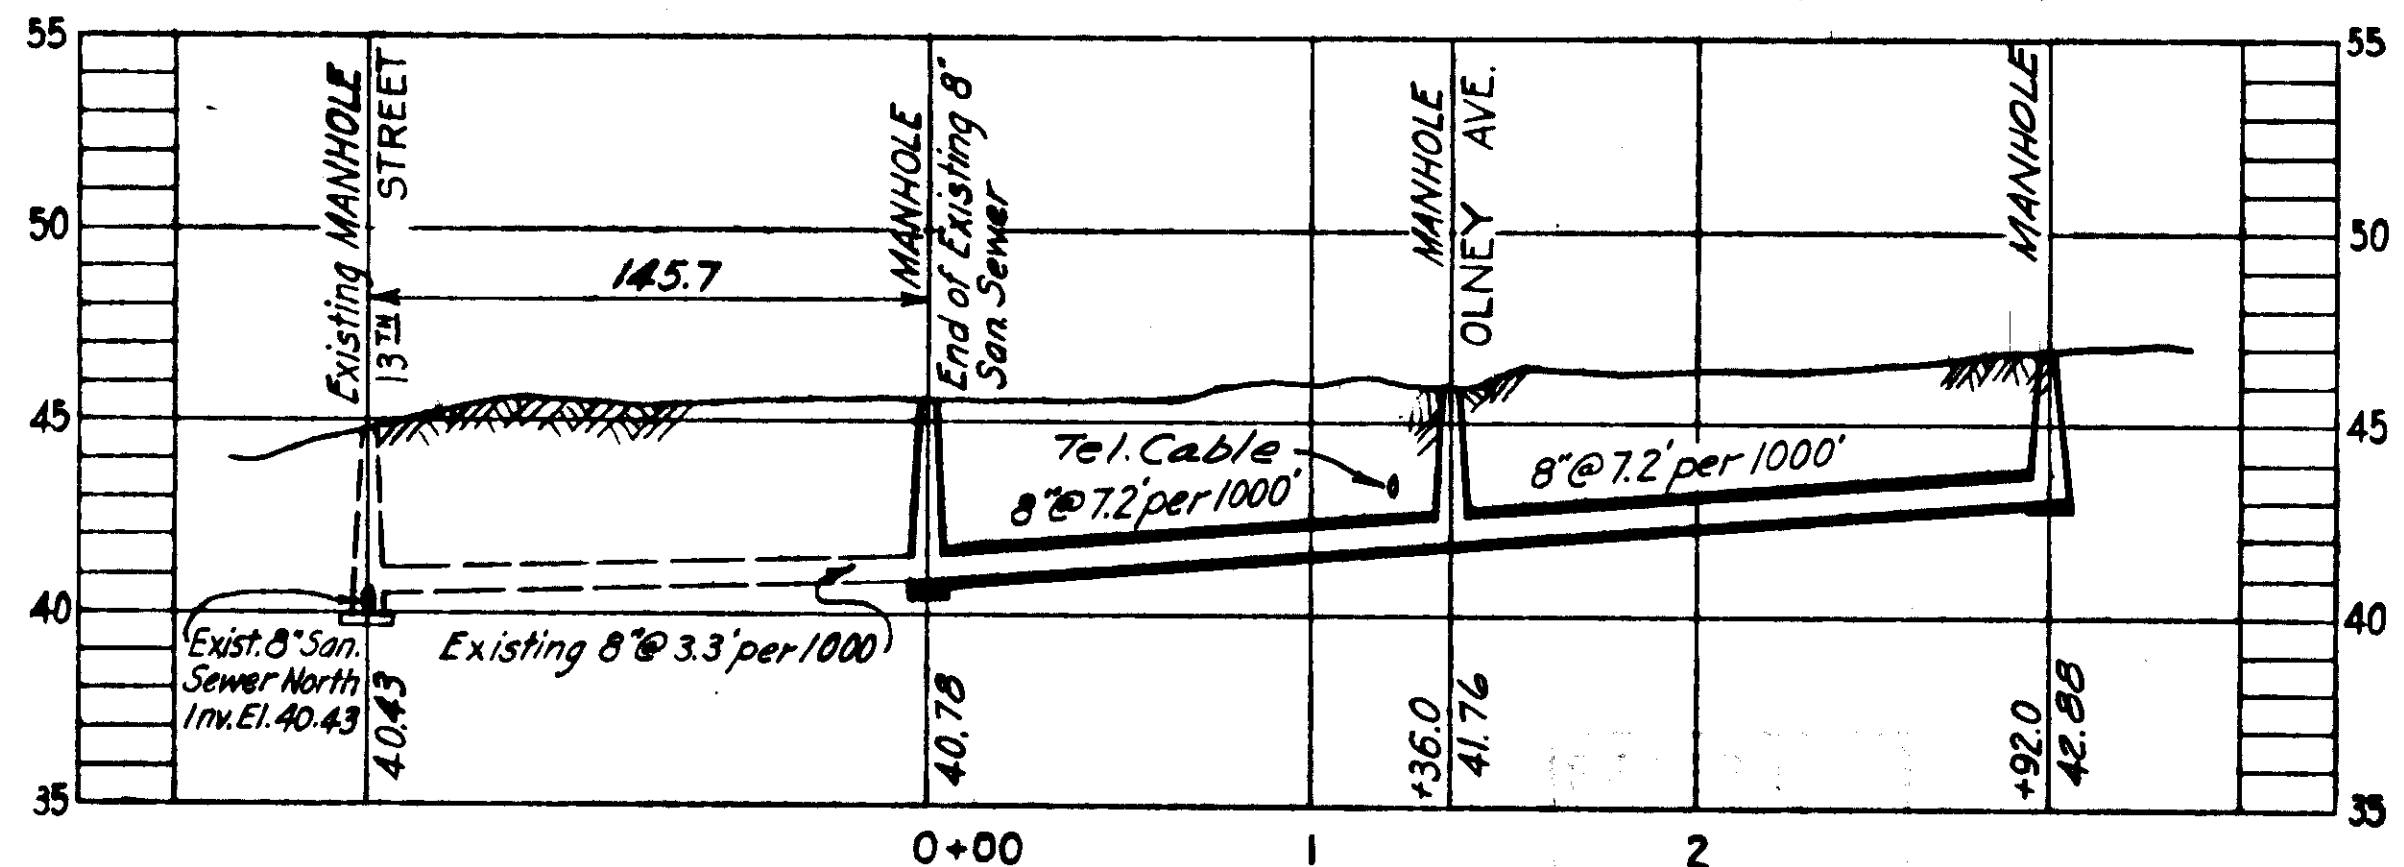 55
55
50
50
45
45
40
40
35
35
Existing MANHOLE
13TH STREET
145.7
MANHOLE
End of Existing 8"
San. Sewer
MANHOLE
OLNEY AVE.
MANHOLE
Tel. Cable
8"@7.2'per 1000'
8"@7.2'per 1000'
Exist. 8" San.
Sewer North
Inv. El. 40.43
Existing 8"@ 3.3'per 1000
40.43
40.78
+36.0
41.76
+92.0
42.88
0+00
1
2